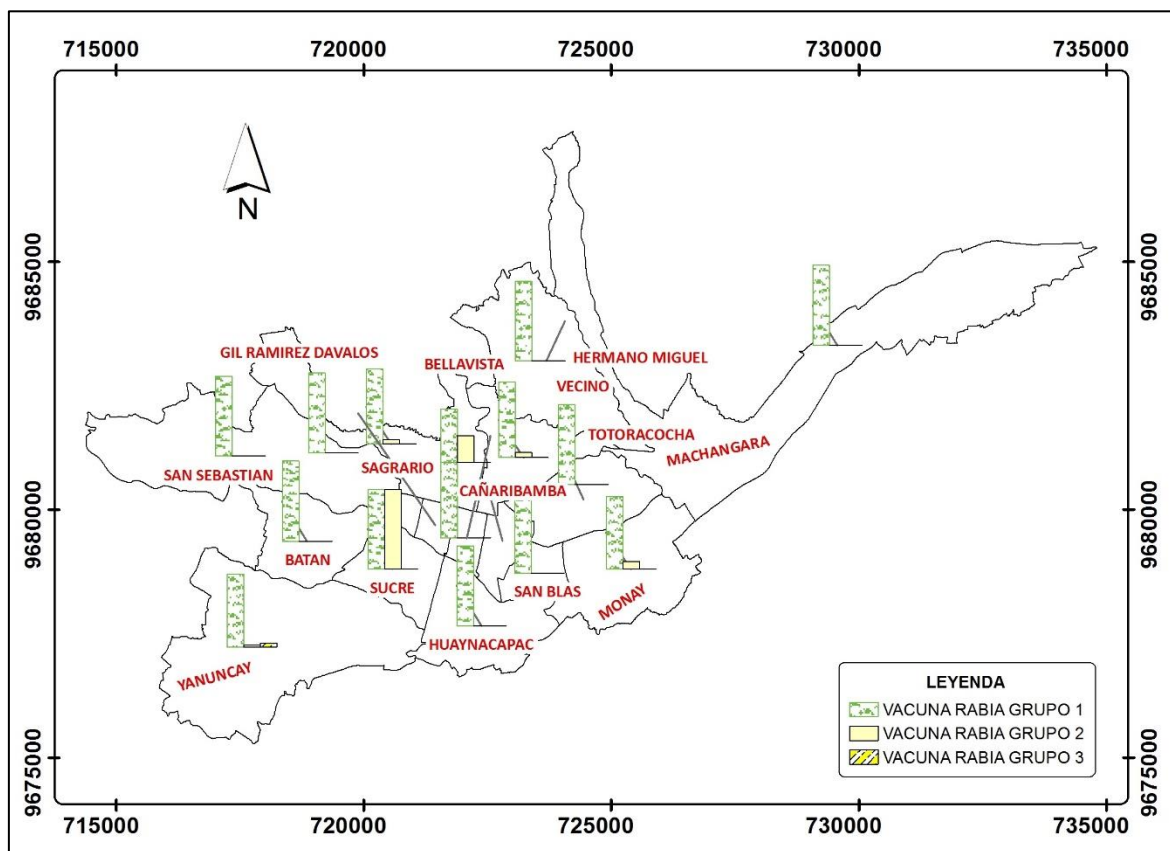 715000 720000 725000 730000 735000
9685000
9685000
N
GIL RAMIREZ DAVALOS
BELLAVISTA
HERMANO MIGUEL
VECINO
TOTORACOCHA
MACHANGARA
SAN SEBASTIAN
SAGRARIO
CAÑARIBAMBA
9680000
9680000
BATAN
SUCRE
SAN BLAS
MONAY
HUAYNACAPAC
YANUNCAY
LEYENDA
VACUNA RABIA GRUPO 1
VACUNA RABIA GRUPO 2
VACUNA RABIA GRUPO 3
9675000
9675000
715000 720000 725000 730000 735000